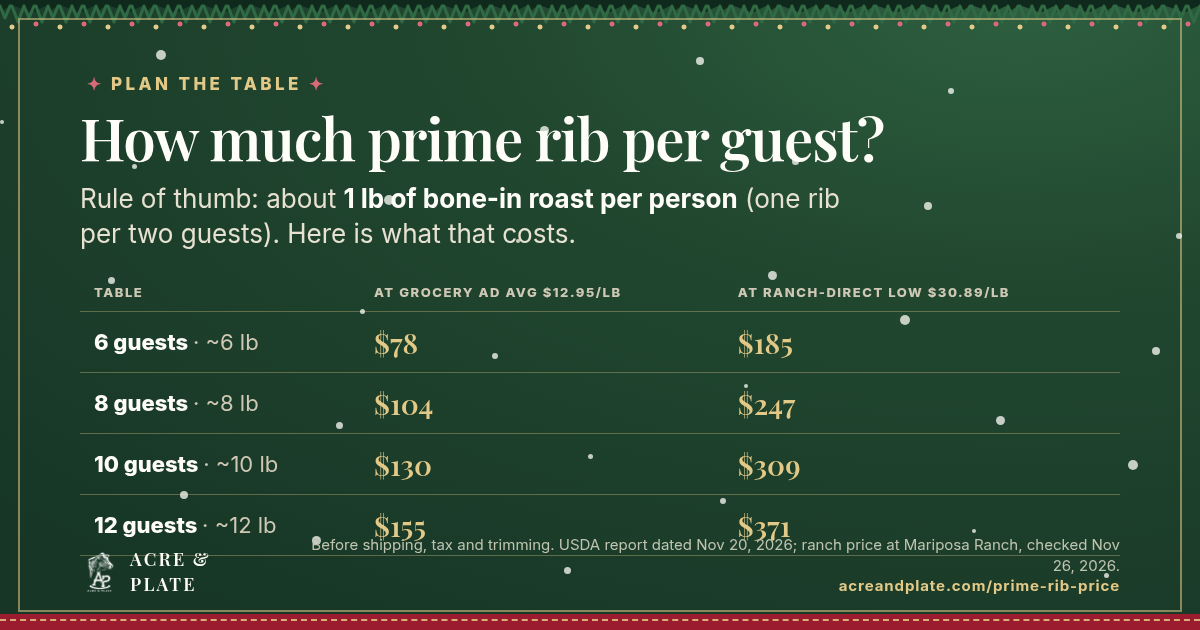 ✦ PLAN THE TABLE ✦
How much prime rib per guest?
Rule of thumb: about 1 lb of bone-in roast per person (one rib
per two guests). Here is what that costs.
TABLE AT GROCERY AD AVG $12.95/LB AT RANCH-DIRECT LOW $30.89/LB
6 guests · ~6 lb $78 $185
8 guests · ~8 lb $104 $247
10 guests · ~10 lb $130 $309
12 guests · ~12 lb $155 $371
Before shipping, tax and trimming. USDA report dated Nov 20, 2026; ranch price at Mariposa Ranch, checked Nov
26, 2026.
ACRE &
PLATE
acreandplate.com/prime-rib-price